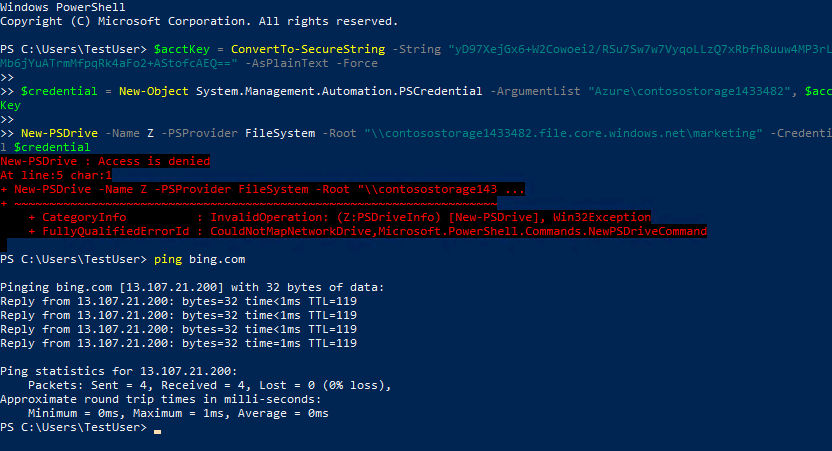 Windows PowerShell
Copyright (C) Microsoft Corporation. All rights reserved.
PS C:\Users\TestUser> $acctKey = ConvertTo-SecureString -String "yD97XejGx6+W2Cowoei2/RSu7Sw7w7VyqoLLzQ7xRbfh8uuw4MP3rL
Mb6jYuATrmMfpqRk4aFo2+AStofcAEQ==" -AsPlainText -Force
>>
>> $credential = New-Object System.Management.Automation.PSCredential -ArgumentList "Azure\contosostorage1433482", $acc
Key
>>
>> New-PSDrive -Name Z -PSProvider FileSystem -Root "\\contosostorage1433482.file.core.windows.net\marketing" -Credenti
l $credential
New-PSDrive : Access is denied
At line:5 char:1
+ New-PSDrive -Name Z -PSProvider FileSystem -Root "\\contosostorage143 ...
+ ~~~~~~~~~~~~~~~~~~~~~~~~~~~~~~~~~~~~~~~~~~~~~~~~~~~~~~~~~~~~~~~~~~~~~
    + CategoryInfo          : InvalidOperation: (Z:PSDriveInfo) [New-PSDrive], Win32Exception
    + FullyQualifiedErrorId : CouldNotMapNetworkDrive,Microsoft.PowerShell.Commands.NewPSDriveCommand
PS C:\Users\TestUser> ping bing.com
Pinging bing.com [13.107.21.200] with 32 bytes of data:
Reply from 13.107.21.200: bytes=32 time<1ms TTL=119
Reply from 13.107.21.200: bytes=32 time<1ms TTL=119
Reply from 13.107.21.200: bytes=32 time<1ms TTL=119
Reply from 13.107.21.200: bytes=32 time=1ms TTL=119
Ping statistics for 13.107.21.200:
    Packets: Sent = 4, Received = 4, Lost = 0 (0% loss),
Approximate round trip times in milli-seconds:
    Minimum = 0ms, Maximum = 1ms, Average = 0ms
PS C:\Users\TestUser>